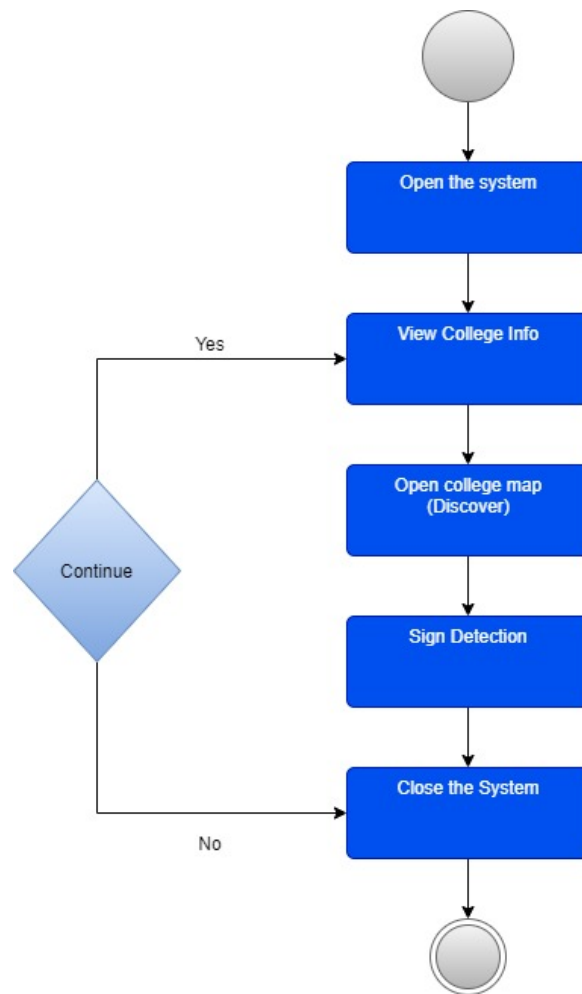 Open the system
View College Info
Yes
Open college map
(Discover)
Continue
Sign Detection
Close the System
No